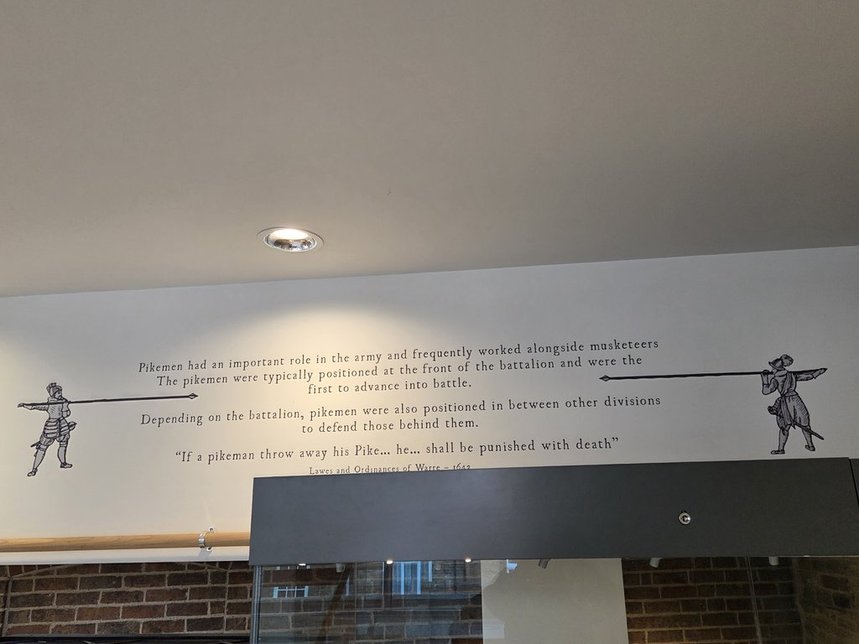 Pikemen had an important role in the army and frequently worked alongside musketeers
The pikemen were typically positioned at the front of the battalion and were the
first to advance into battle.
Depending on the battalion, pikemen were also positioned in between other divisions
to defend those behind them.
“If a pikeman throw away his Pike... he... shall be punished with death”
Lawes and Ordinances of Warre – 1642